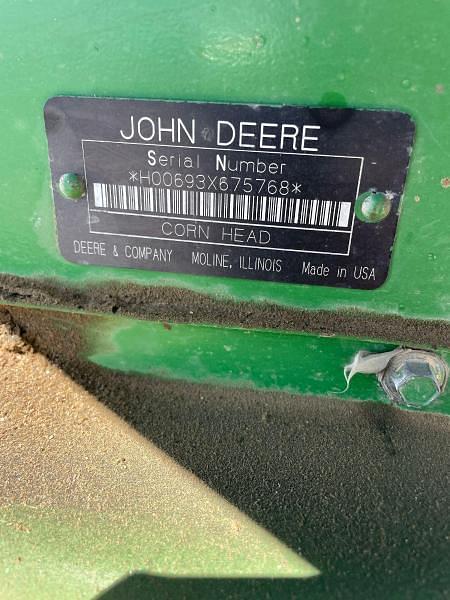 JOHN DEERE
Serial Number
*H00693X675768*
CORN HEAD
DEERE & COMPANY MOLINE, ILLINOIS Made in USA